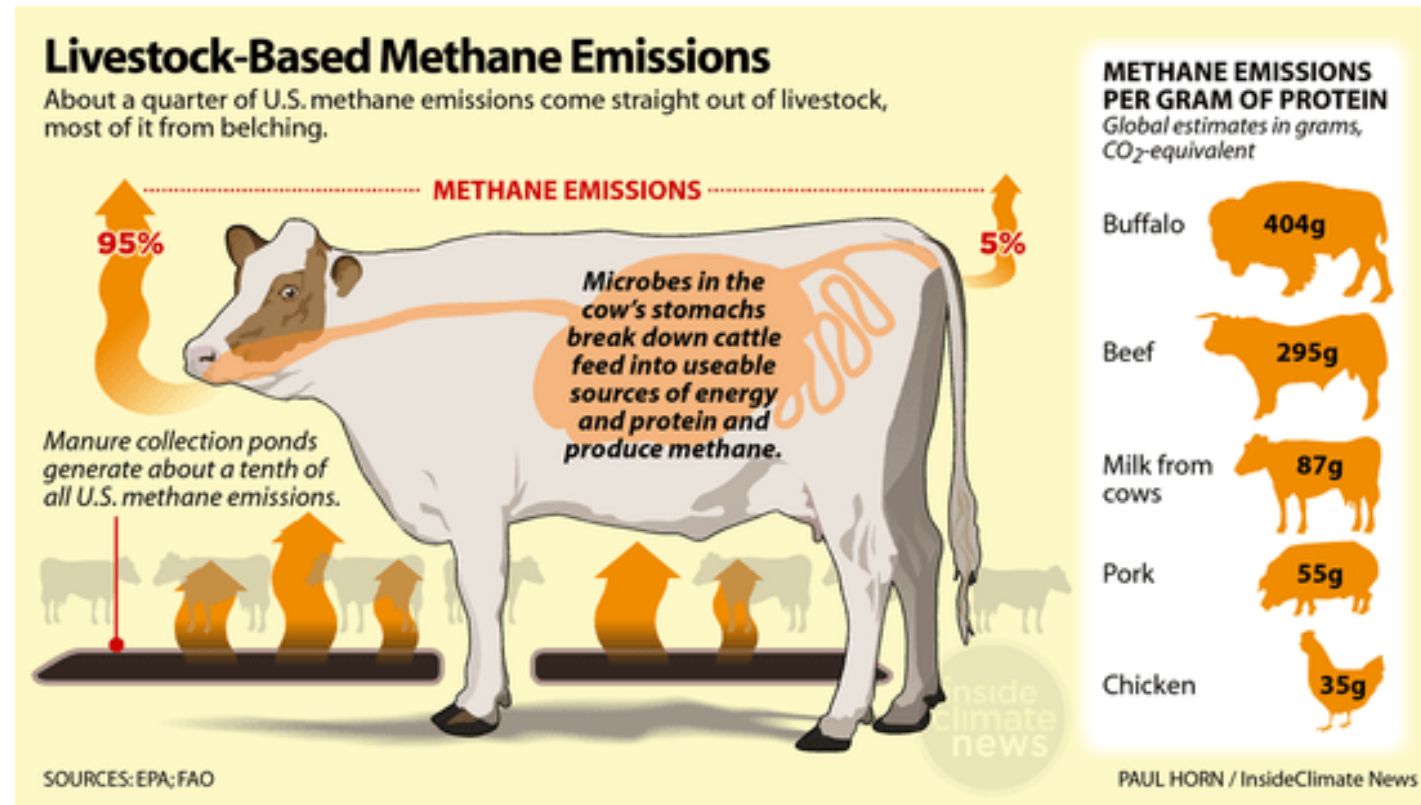 Livestock-Based Methane Emissions
About a quarter of U.S. methane emissions come straight out of livestock,
most of it from belching.
METHANE EMISSIONS
95%
5%
Microbes in the
cow's stomachs
break down cattle
feed into useable
sources of energy
and protein and
produce methane.
Manure collection ponds
generate about a tenth of
all U.S. methane emissions.
METHANE EMISSIONS
PER GRAM OF PROTEIN
Global estimates in grams,
CO2-equivalent
Buffalo 404g
Beef 295g
Milk from
cows 87g
Pork 55g
Chicken 35g
inside
climate
news
SOURCES: EPA; FAO
PAUL HORN / InsideClimate News